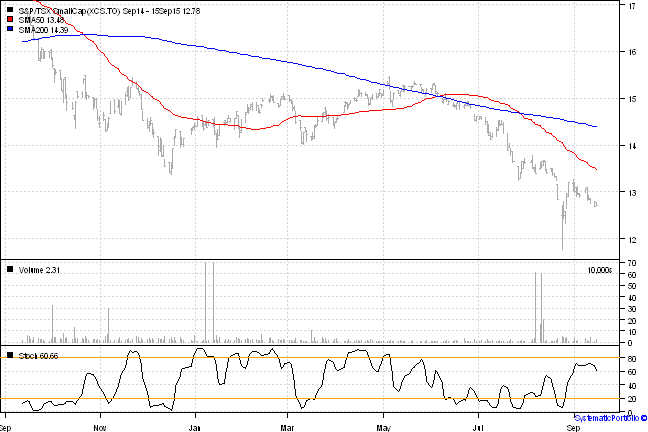 S&P/TSX SmallCap(XCS.TO) Sep14 - 15Sep15 12.78
SMA50 13.48
SMA200 14.39
17
16
15
14
13
12
Volume 2.31
10,000s
70
60
50
40
30
20
10
0
Stoch 60.66
80
60
40
20
0
Sep Nov Jan Mar May Jul Sep
SystematicPortfolio ©